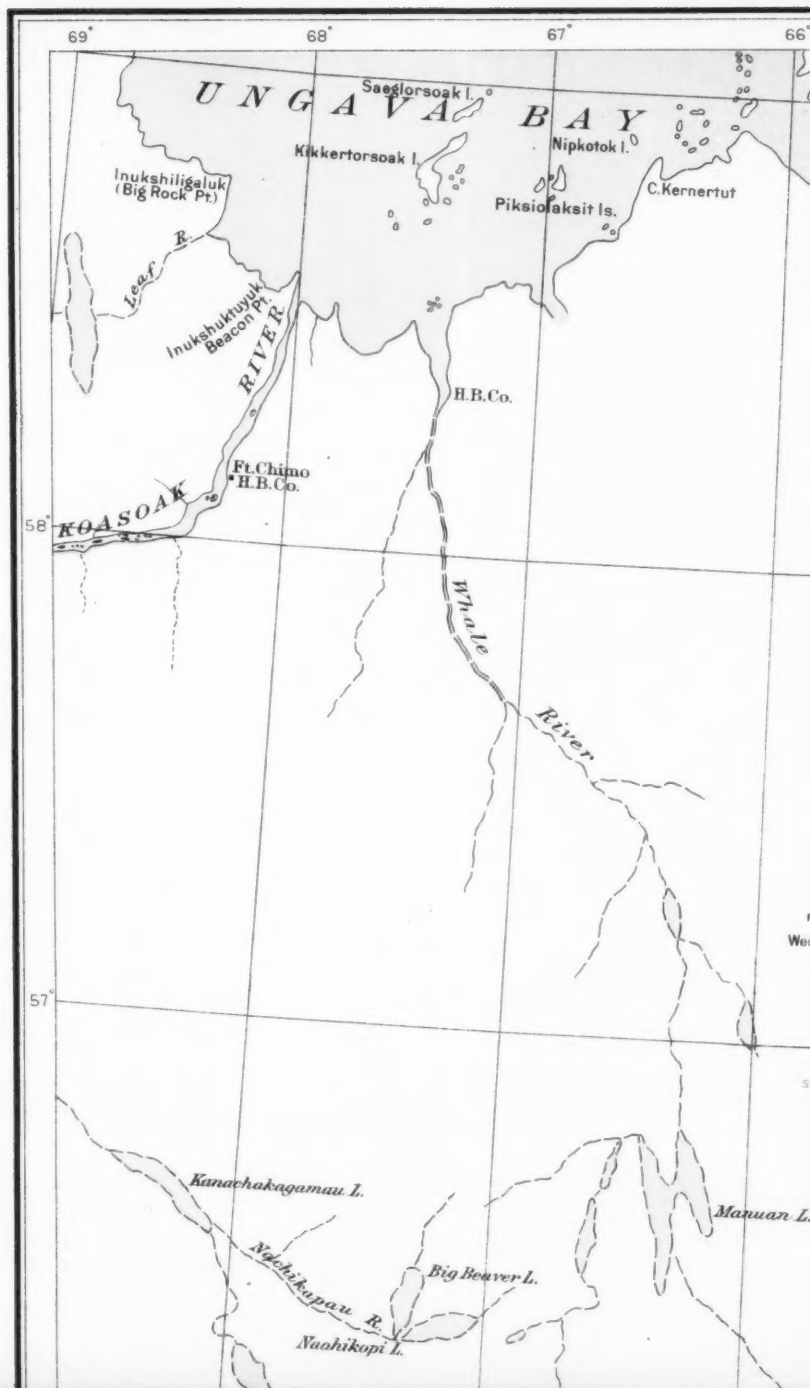 69° 68° 67° 66°
UNGAVA BAY
Saeglorsoak I.
Kikkertorsoak I.
Nipkotok I.
Inukshiligaluk
(Big Rock Pt.)
Piksiolaksit Is.
C. Kernertut
Leaf R.
Inukshuktuyuk
Beacon Pt.
H.B.Co.
Ft. Chimo
H.B.Co.
KOASOAK RIVER
58°
Whale River
57°
Kanachakagamau L.
Manuan L.
Nachikapau R.
Big Beaver L.
Naahikopi L.